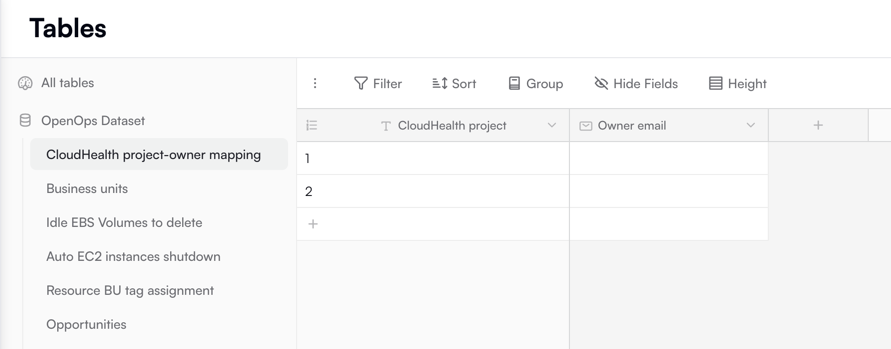 Tables
All tables
OpenOps Dataset
CloudHealth project-owner mapping
Business units
Idle EBS Volumes to delete
Auto EC2 instances shutdown
Resource BU tag assignment
Opportunities
Filter Sort Group Hide Fields Height
CloudHealth project Owner email
1
2